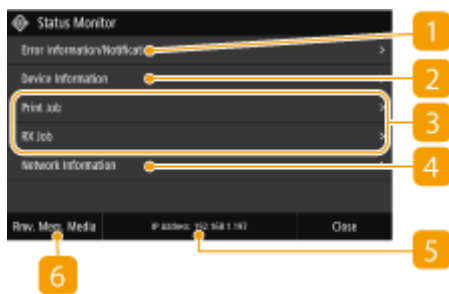 Status Monitor
Error Information/Notificat
1
Device Information
2
Print Job
3
RX Job
Network Information
4
Rmv. Mem. Media
IP Address: 192.168.1.197
Close
5
6